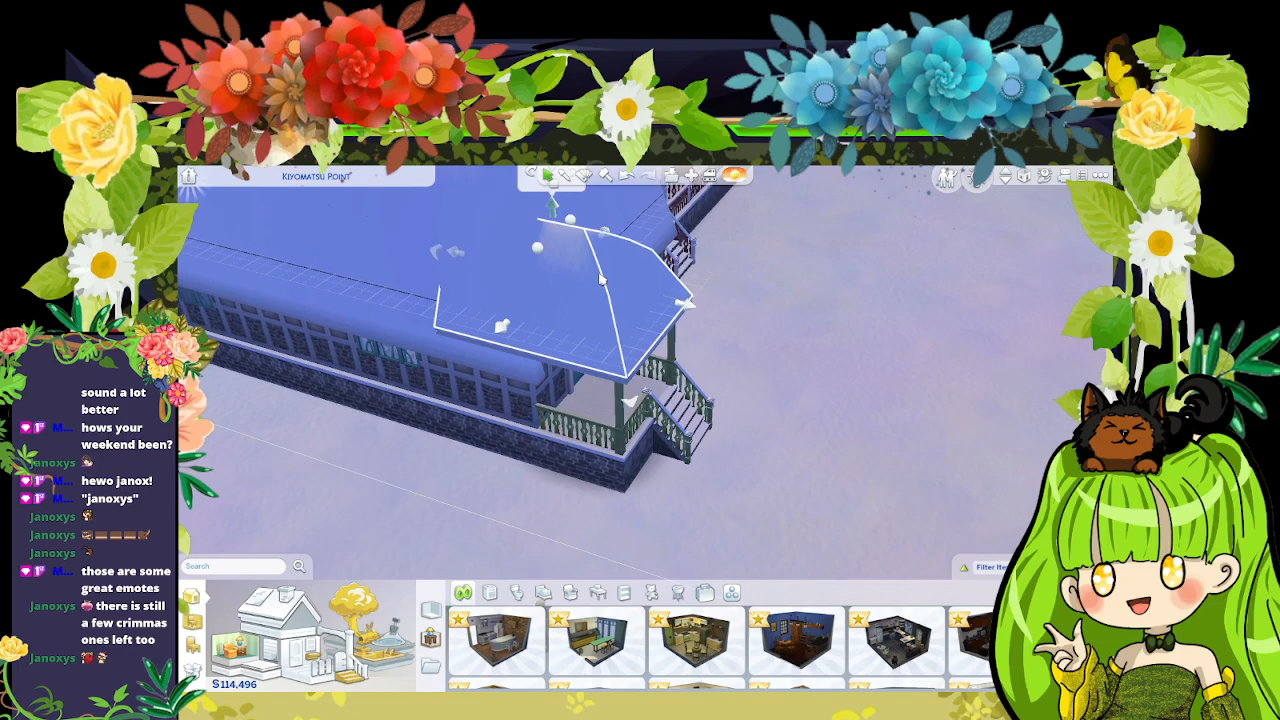 KIYOMATSU POINT
sound a lot
better
M... hows your
weekend been?
Janoxys
M... hewo janox!
M... "janoxys"
Janoxys
Janoxys
Janoxys
M... those are some
great emotes
Janoxys there is still
a few crimmas
ones left too
Janoxys
Search
Filter Ite
§114,496